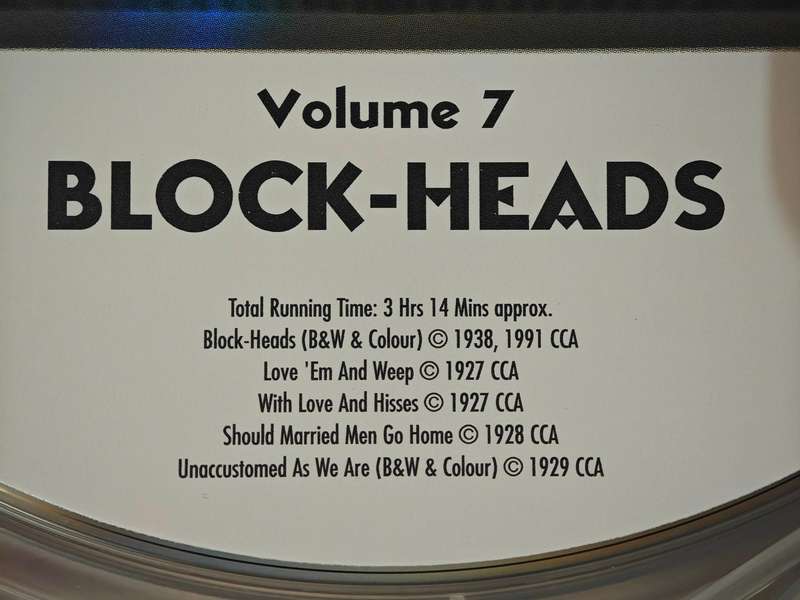 Volume 7
BLOCK-HEADS
Total Running Time: 3 Hrs 14 Mins approx.
Block-Heads (B&W & Colour) © 1938, 1991 CCA
Love 'Em And Weep © 1927 CCA
With Love And Hisses © 1927 CCA
Should Married Men Go Home © 1928 CCA
Unaccustomed As We Are (B&W & Colour) © 1929 CCA